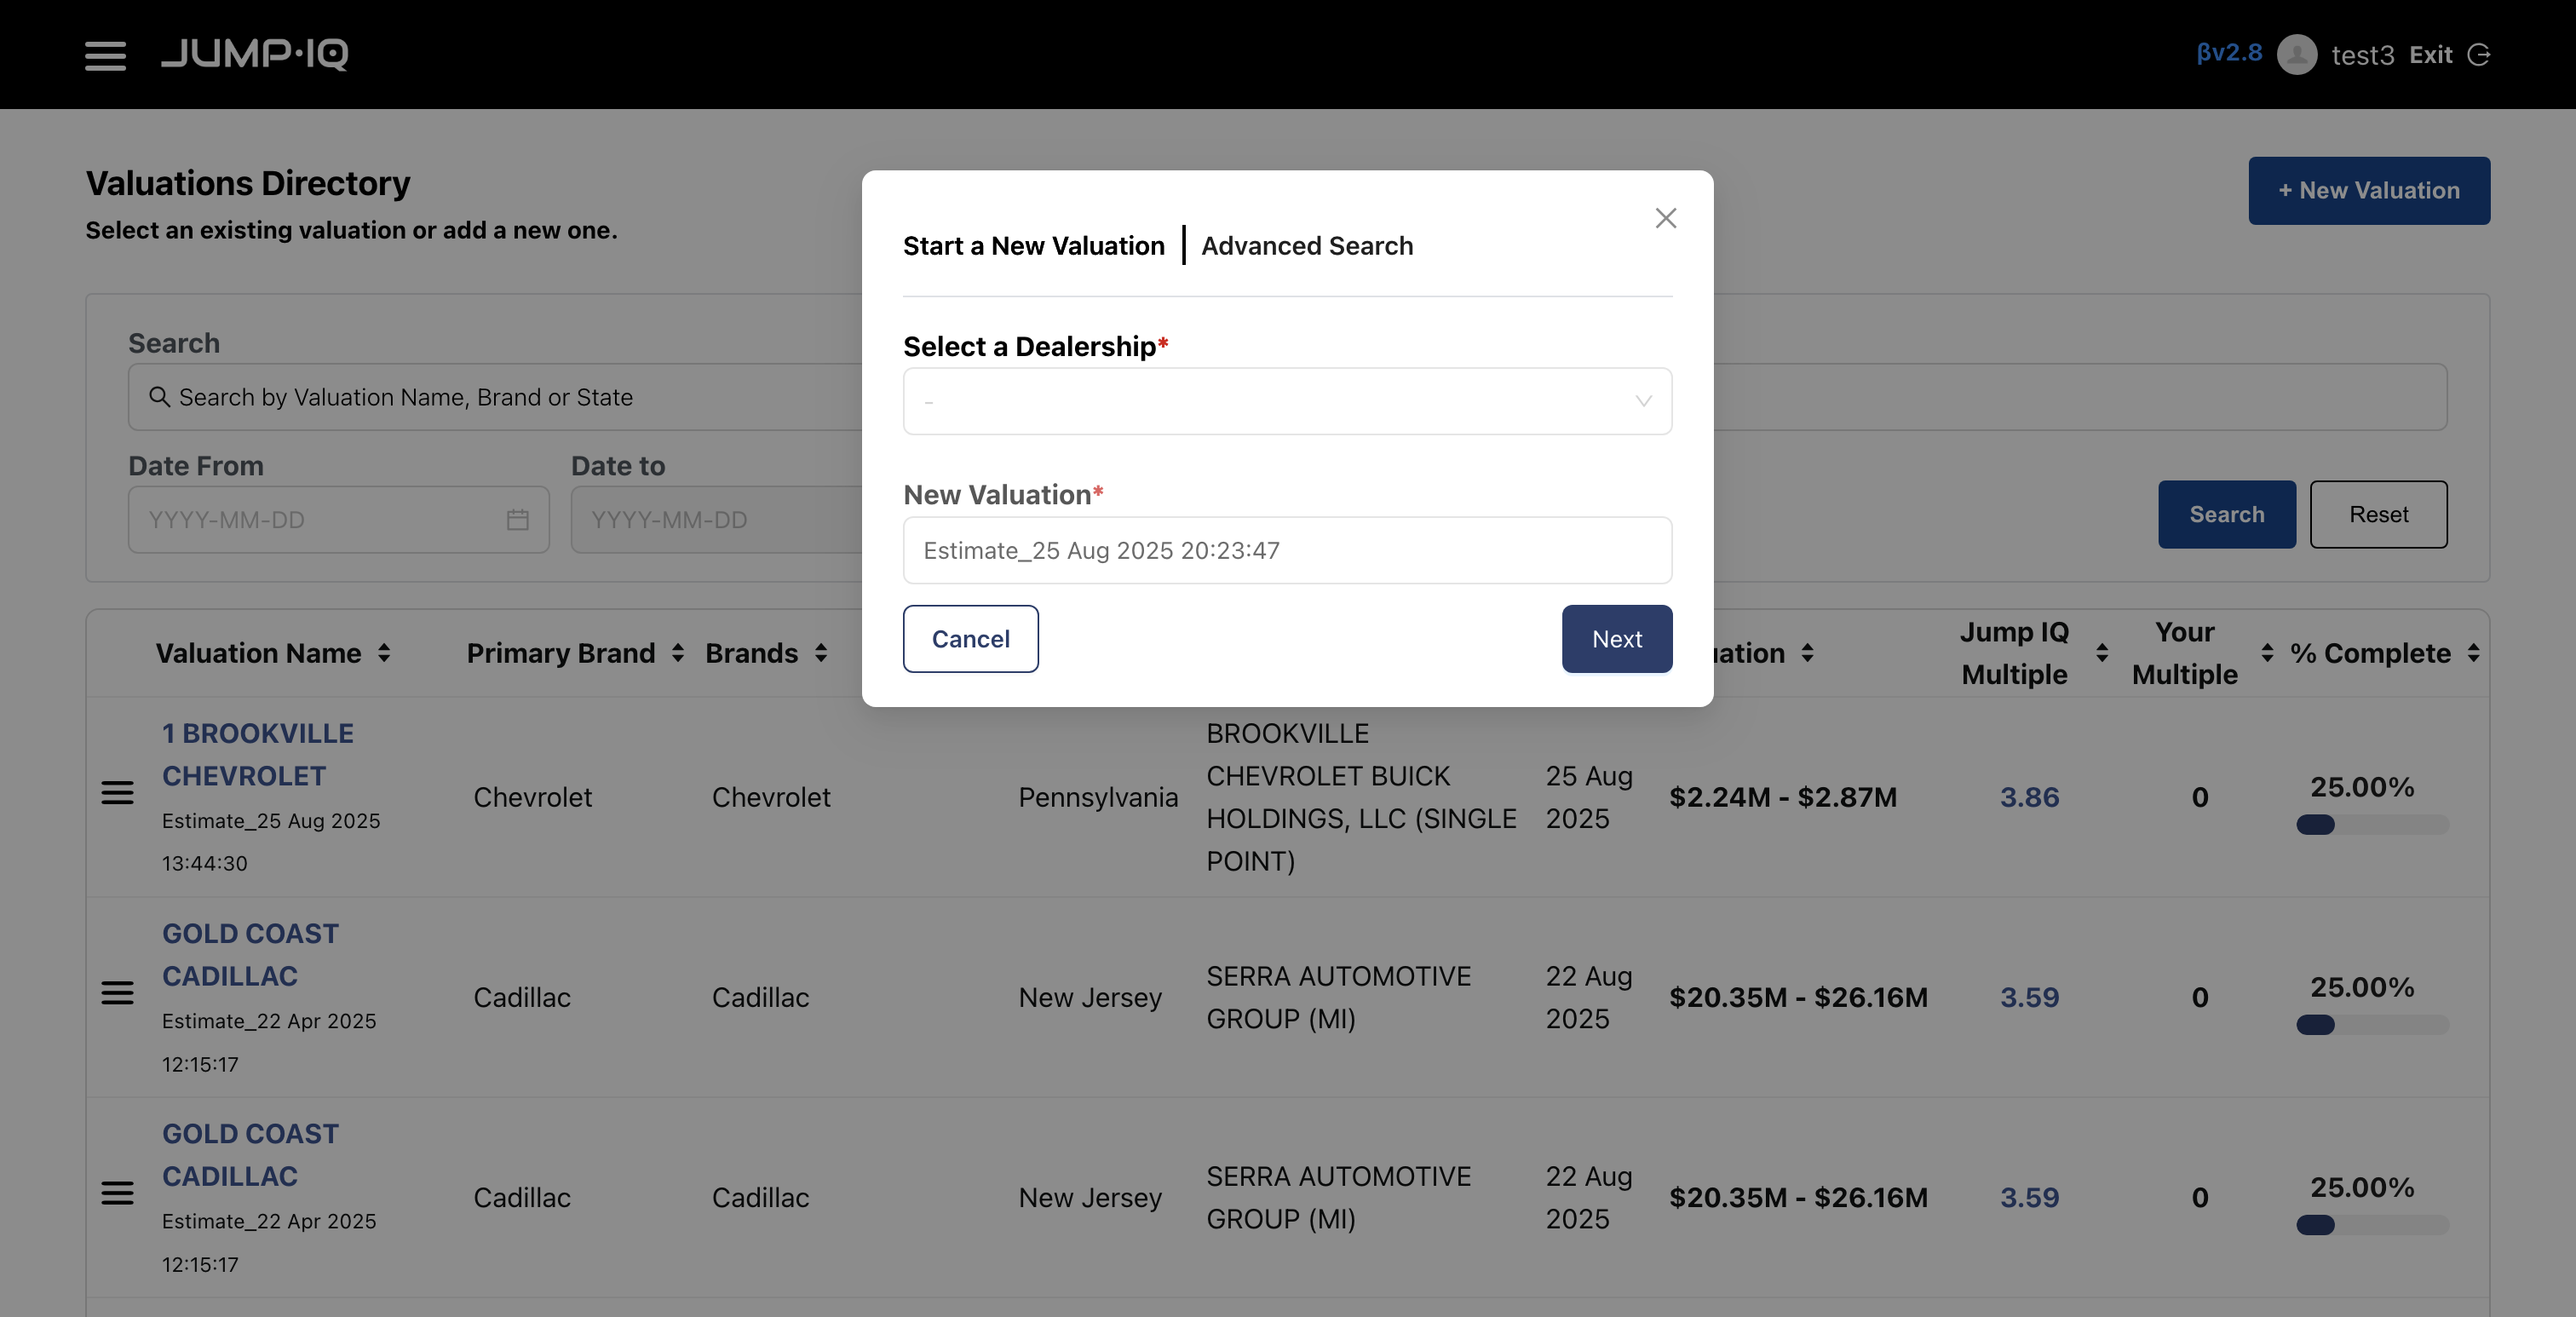 JUMP·IQ
βv2.8 test3 Exit
Valuations Directory
Select an existing valuation or add a new one.
+ New Valuation
Start a New Valuation | Advanced Search
Select a Dealership*
-
New Valuation*
Estimate_25 Aug 2025 20:23:47
Cancel
Next
Search
Search by Valuation Name, Brand or State
Date From
Date to
YYYY-MM-DD
YYYY-MM-DD
Search
Reset
Valuation Name
Primary Brand
Brands
Jump IQ
Multiple
Your
Multiple
% Complete
1 BROOKVILLE
CHEVROLET
Estimate_25 Aug 2025
13:44:30
Chevrolet
Chevrolet
Pennsylvania
BROOKVILLE
CHEVROLET BUICK
HOLDINGS, LLC (SINGLE
POINT)
25 Aug
2025
$2.24M - $2.87M
3.86
0
25.00%
GOLD COAST
CADILLAC
Estimate_22 Apr 2025
12:15:17
Cadillac
Cadillac
New Jersey
SERRA AUTOMOTIVE
GROUP (MI)
22 Aug
2025
$20.35M - $26.16M
3.59
0
25.00%
GOLD COAST
CADILLAC
Estimate_22 Apr 2025
12:15:17
Cadillac
Cadillac
New Jersey
SERRA AUTOMOTIVE
GROUP (MI)
22 Aug
2025
$20.35M - $26.16M
3.59
0
25.00%